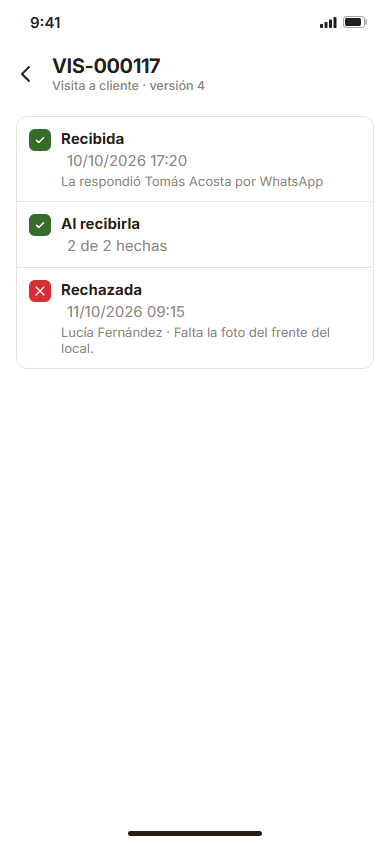 9:41
VIS-000117
Visita a cliente · versión 4
Recibida
10/10/2026 17:20
La respondió Tomás Acosta por WhatsApp
Al recibirla
2 de 2 hechas
Rechazada
11/10/2026 09:15
Lucía Fernández · Falta la foto del frente del
local.